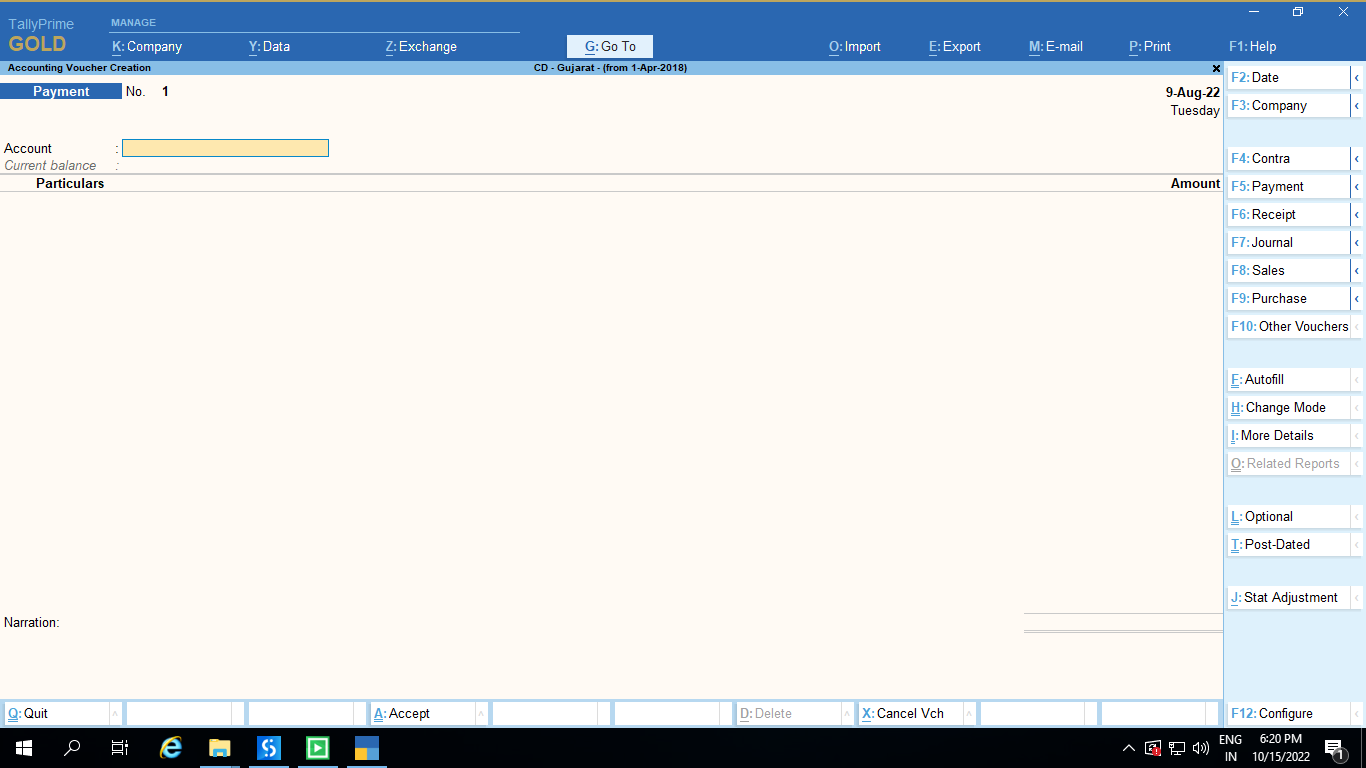 TallyPrime
GOLD
MANAGE
K: Company
Y: Data
Z: Exchange
G: Go To
O: Import
E: Export
M: E-mail
P: Print
F1: Help
Accounting Voucher Creation
CD - Gujarat - (from 1-Apr-2018)
Payment No. 1
9-Aug-22
Tuesday
Account :
Current balance :
Particulars
Amount
Narration:
F2: Date
F3: Company
F4: Contra
F5: Payment
F6: Receipt
F7: Journal
F8: Sales
F9: Purchase
F10: Other Vouchers
F: Autofill
H: Change Mode
I: More Details
O: Related Reports
L: Optional
T: Post-Dated
J: Stat Adjustment
Q: Quit
A: Accept
D: Delete
X: Cancel Vch
F12: Configure
ENG
IN
6:20 PM
10/15/2022
1